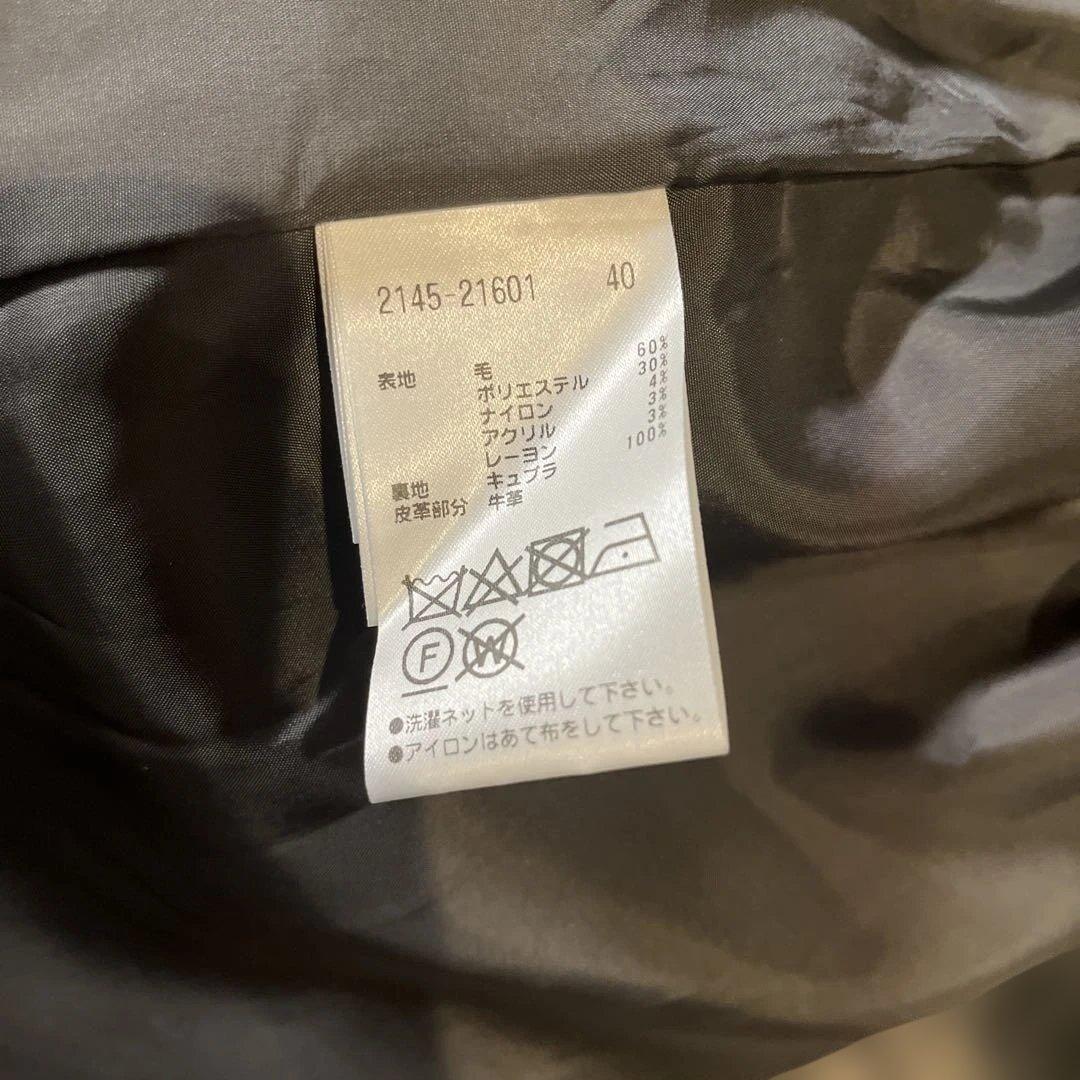 2145-21601 40
表地 毛 60%
ポリエステル 30%
ナイロン 4%
アクリル 3%
レーヨン 3%
裏地 キュプラ 100%
皮革部分 牛革
F
W
●洗濯ネットを使用して下さい。
●アイロンはあて布をして下さい。